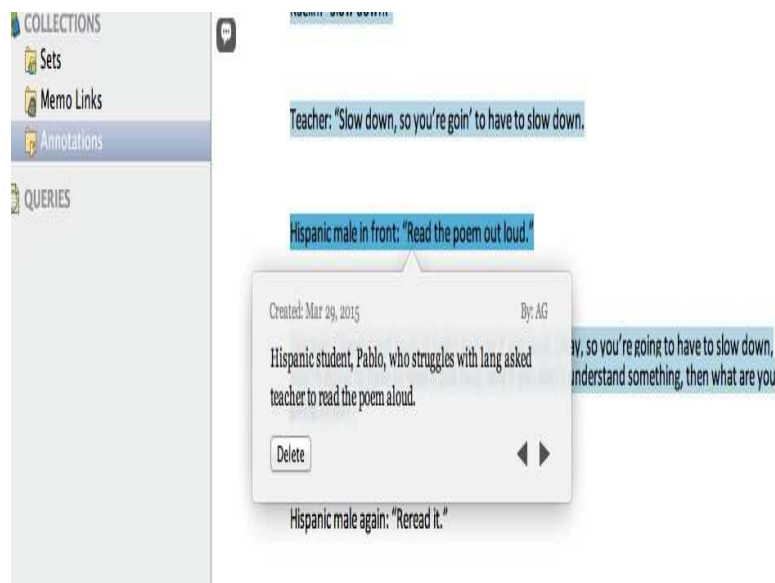 COLLECTIONS
Sets
Memo Links
Annotations
QUERIES
Teacher: “Slow down, so you’re goin’ to have to slow down.
Hispanic male in front: “Read the poem out loud.”
Created: Mar 29, 2015 By: AG
Hispanic student, Pablo, who struggles with lang asked
teacher to read the poem aloud.
Delete
ay, so you’re going to have to slow down,
understand something, then what are you
Hispanic male again: “Reread it.”